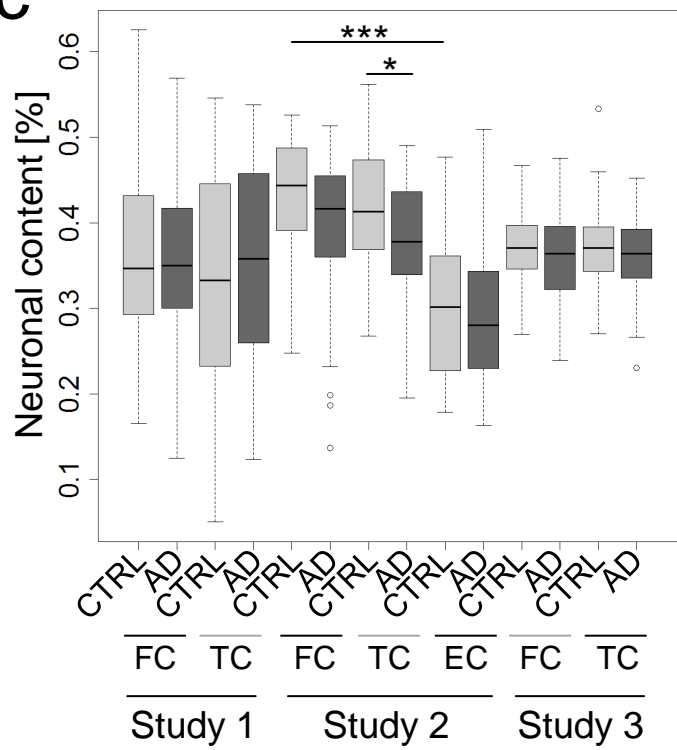 C
***
*
Neuronal content [%]
0.6
0.5
0.4
0.3
0.2
0.1
CTRL AD CTRL AD CTRL AD CTRL AD CTRL AD CTRL AD CTRL AD
FC TC FC TC EC FC TC
Study 1 Study 2 Study 3